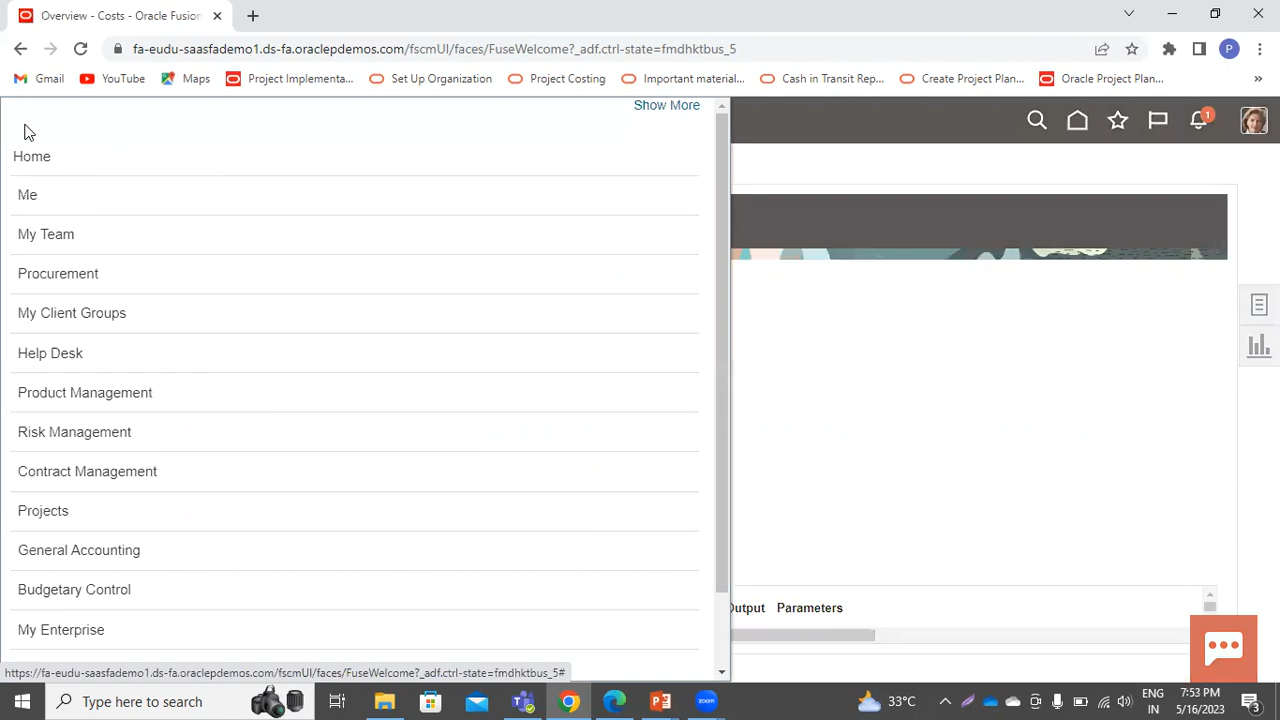 Overview - Costs - Oracle Fusion
fa-eudu-saasfademo1.ds-fa.oraclepdemos.com/fscmUI/faces/FuseWelcome?_adf.ctrl-state=fmdhktbus_5
P
Gmail
YouTube
Maps
Project Implementa...
Set Up Organization
Project Costing
Important material...
Cash in Transit Rep...
Create Project Plan...
Oracle Project Plan...
»
Show More
1
Home
Me
My Team
Procurement
My Client Groups
Help Desk
Product Management
Risk Management
Contract Management
Projects
General Accounting
Budgetary Control
My Enterprise
Output Parameters
https://fa-eudu-saasfademo1.ds-fa.oraclepdemos.com/fscmUI/faces/FuseWelcome?_adf.ctrl-state=fmdhktbus_5#
Type here to search
zoom
33°C
ENG
IN
7:53 PM
5/16/2023
3